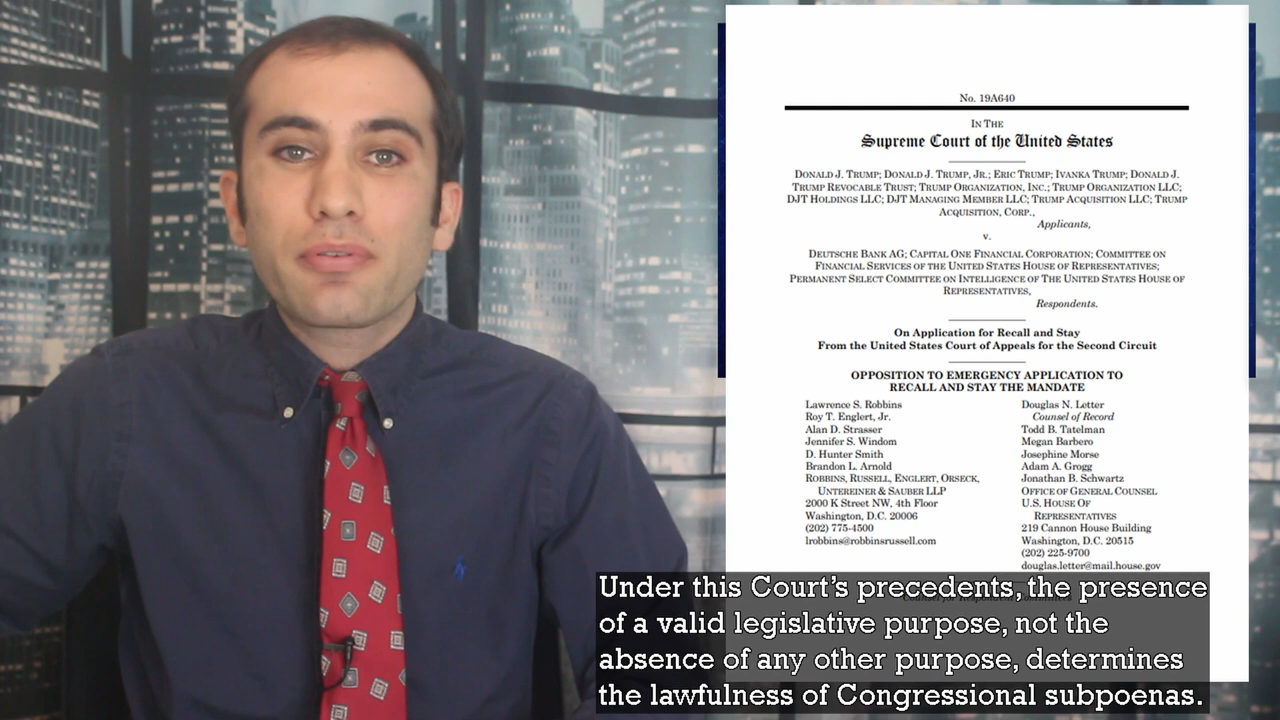 No. 19A640
IN THE
Supreme Court of the United States
DONALD J. TRUMP; DONALD J. TRUMP, JR.; ERIC TRUMP; IVANKA TRUMP; DONALD J.
TRUMP REVOCABLE TRUST; TRUMP ORGANIZATION, INC.; TRUMP ORGANIZATION LLC;
DJT HOLDINGS LLC; DJT MANAGING MEMBER LLC; TRUMP ACQUISITION LLC; TRUMP
ACQUISITION, CORP.,
Applicants,
v.
DEUTSCHE BANK AG; CAPITAL ONE FINANCIAL CORPORATION; COMMITTEE ON
FINANCIAL SERVICES OF THE UNITED STATES HOUSE OF REPRESENTATIVES;
PERMANENT SELECT COMMITTEE ON INTELLIGENCE OF THE UNITED STATES HOUSE OF
REPRESENTATIVES,
Respondents.
On Application for Recall and Stay
From the United States Court of Appeals for the Second Circuit
OPPOSITION TO EMERGENCY APPLICATION TO
RECALL AND STAY THE MANDATE
Lawrence S. Robbins
Roy T. Englert, Jr.
Alan D. Strasser
Jennifer S. Windom
D. Hunter Smith
Brandon L. Arnold
ROBBINS, RUSSELL, ENGLERT, ORSECK,
UNTEREINER & SAUBER LLP
2000 K Street NW, 4th Floor
Washington, D.C. 20006
(202) 775-4500
lrobbins@robbinsrussell.com
Douglas N. Letter
Counsel of Record
Todd B. Tatelman
Megan Barbero
Josephine Morse
Adam A. Grogg
Jonathan B. Schwartz
OFFICE OF GENERAL COUNSEL
U.S. HOUSE OF
REPRESENTATIVES
219 Cannon House Building
Washington, D.C. 20515
(202) 225-9700
douglas.letter@mail.house.gov
Under this Court's precedents, the presence
of a valid legislative purpose, not the
absence of any other purpose, determines
the lawfulness of Congressional subpoenas.